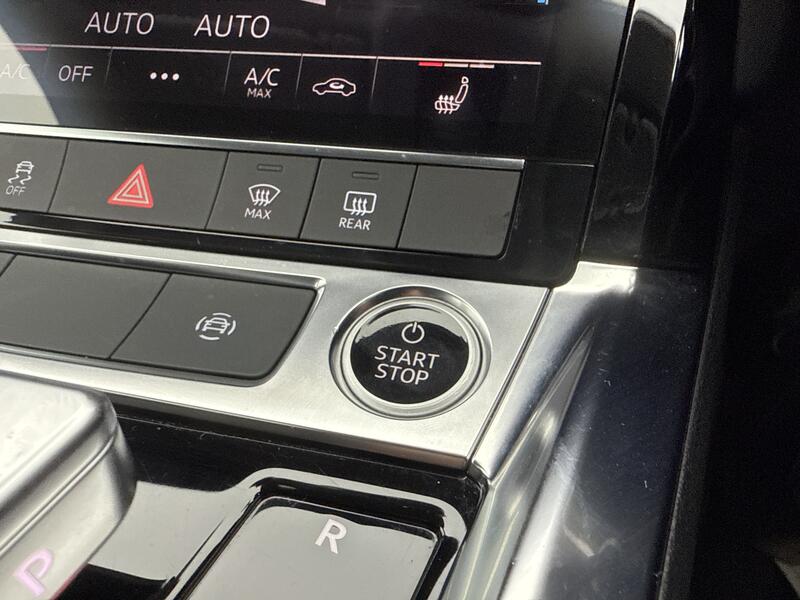 AUTO AUTO
A/C OFF A/C
MAX
OFF
MAX
REAR
START
STOP
R
P